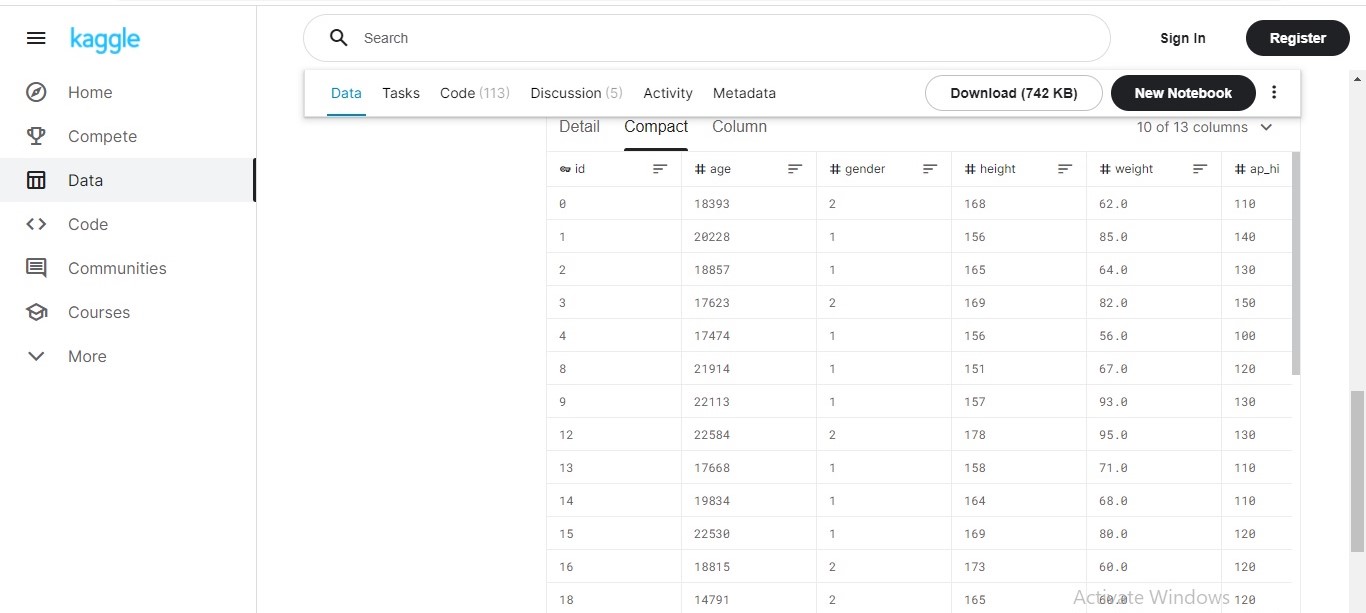 kaggle
Search
Sign In
Register
Data Tasks Code (113) Discussion (5) Activity Metadata
Download (742 KB)
New Notebook
Home
Compete
Data
Code
Communities
Courses
More
Detail Compact Column
10 of 13 columns
id # age # gender # height # weight # ap_hi
0 18393 2 168 62.0 110
1 20228 1 156 85.0 140
2 18857 1 165 64.0 130
3 17623 2 169 82.0 150
4 17474 1 156 56.0 100
8 21914 1 151 67.0 120
9 22113 1 157 93.0 130
12 22584 2 178 95.0 130
13 17668 1 158 71.0 110
14 19834 1 164 68.0 110
15 22530 1 169 80.0 120
16 18815 2 173 60.0 120
18 14791 2 165 60.0 120
Activate Windows